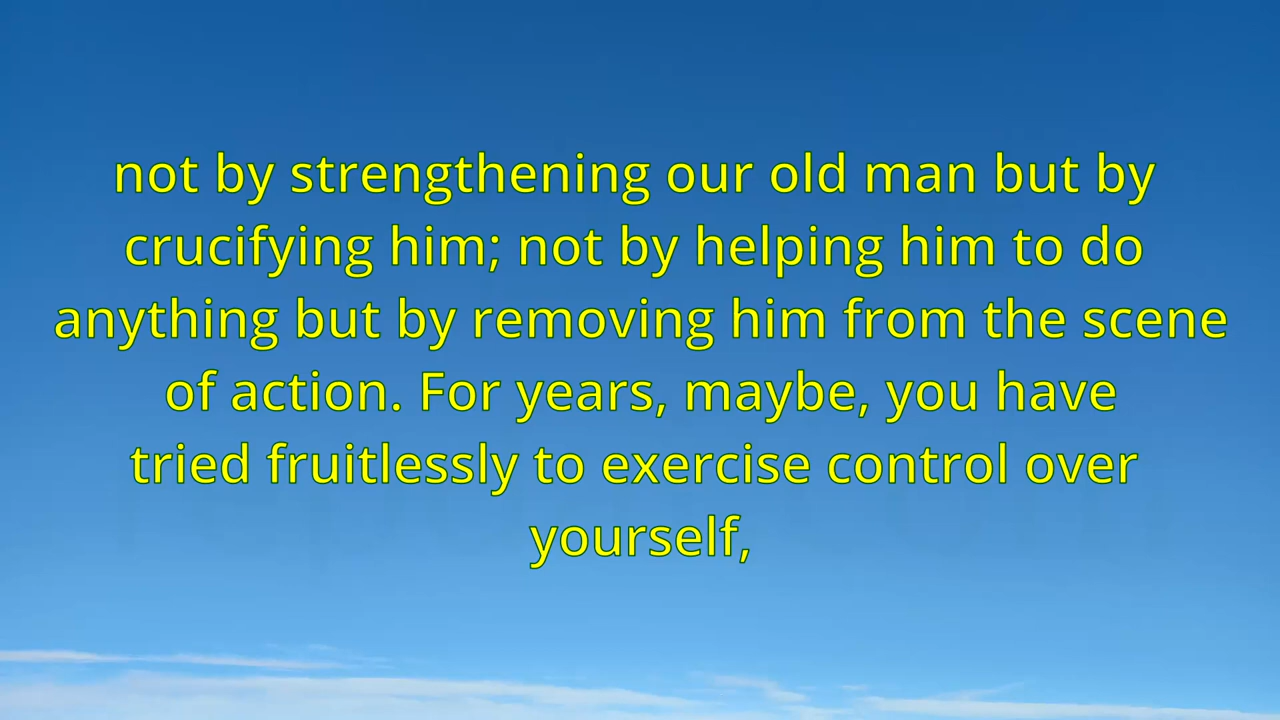 not by strengthening our old man but by
crucifying him; not by helping him to do
anything but by removing him from the scene
of action. For years, maybe, you have
tried fruitlessly to exercise control over
yourself,